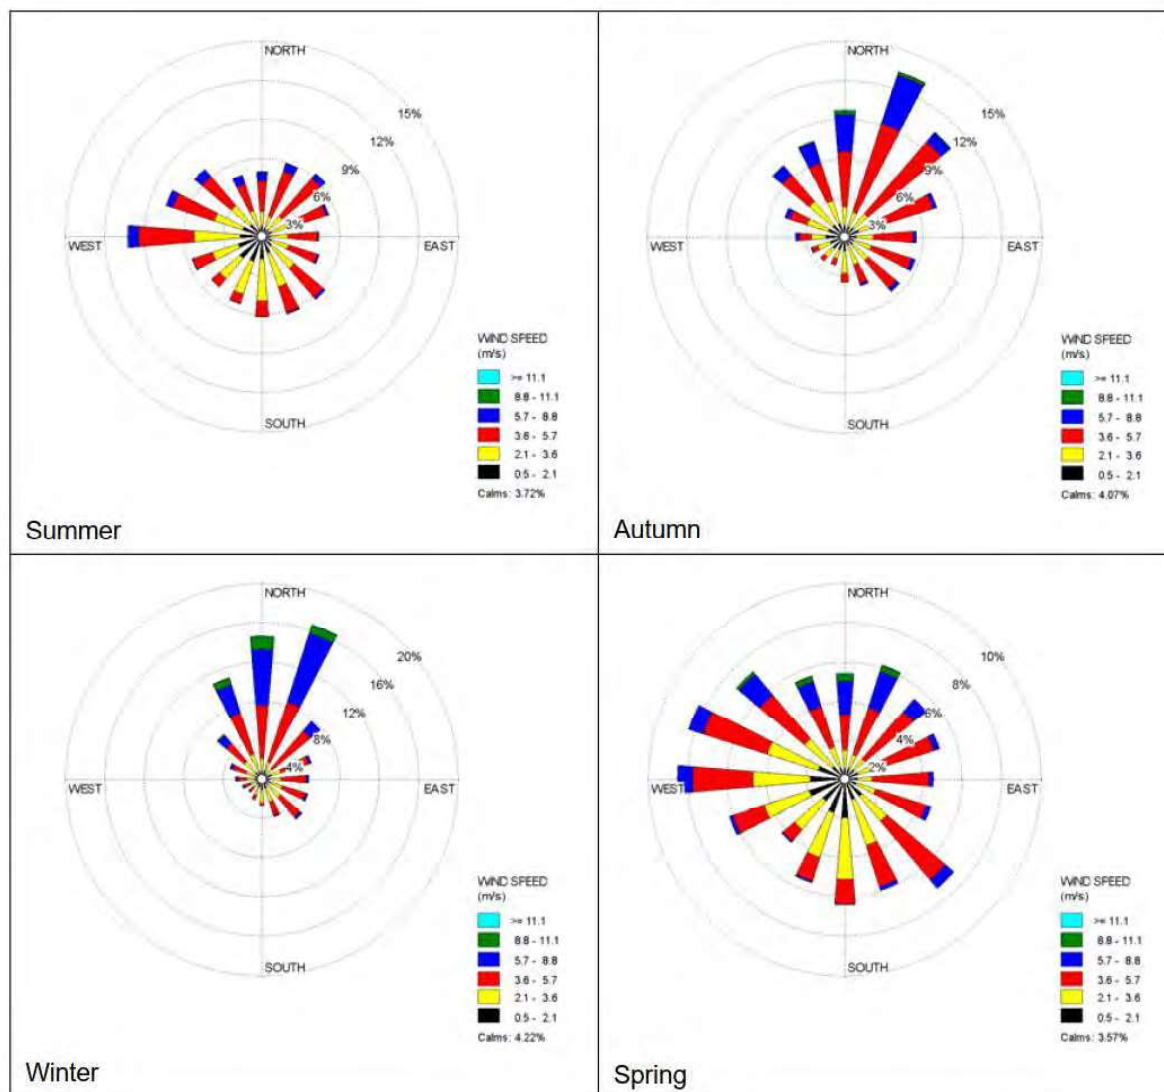 NORTH
15%
12%
9%
6%
3%
WEST
EAST
WIND SPEED
(m/s)
>= 11.1
8.8 - 11.1
5.7 - 8.8
3.6 - 5.7
2.1 - 3.6
0.5 - 2.1
SOUTH
Calms: 3.72%
Summer
NORTH
15%
12%
9%
6%
3%
WEST
EAST
WIND SPEED
(m/s)
>= 11.1
8.8 - 11.1
5.7 - 8.8
3.6 - 5.7
2.1 - 3.6
0.5 - 2.1
SOUTH
Calms: 4.07%
Autumn
NORTH
20%
16%
12%
8%
4%
WEST
EAST
WIND SPEED
(m/s)
>= 11.1
8.8 - 11.1
5.7 - 8.8
3.6 - 5.7
2.1 - 3.6
0.5 - 2.1
SOUTH
Calms: 4.22%
Winter
NORTH
10%
8%
6%
4%
2%
WEST
EAST
WIND SPEED
(m/s)
>= 11.1
8.8 - 11.1
5.7 - 8.8
3.6 - 5.7
2.1 - 3.6
0.5 - 2.1
SOUTH
Calms: 3.57%
Spring